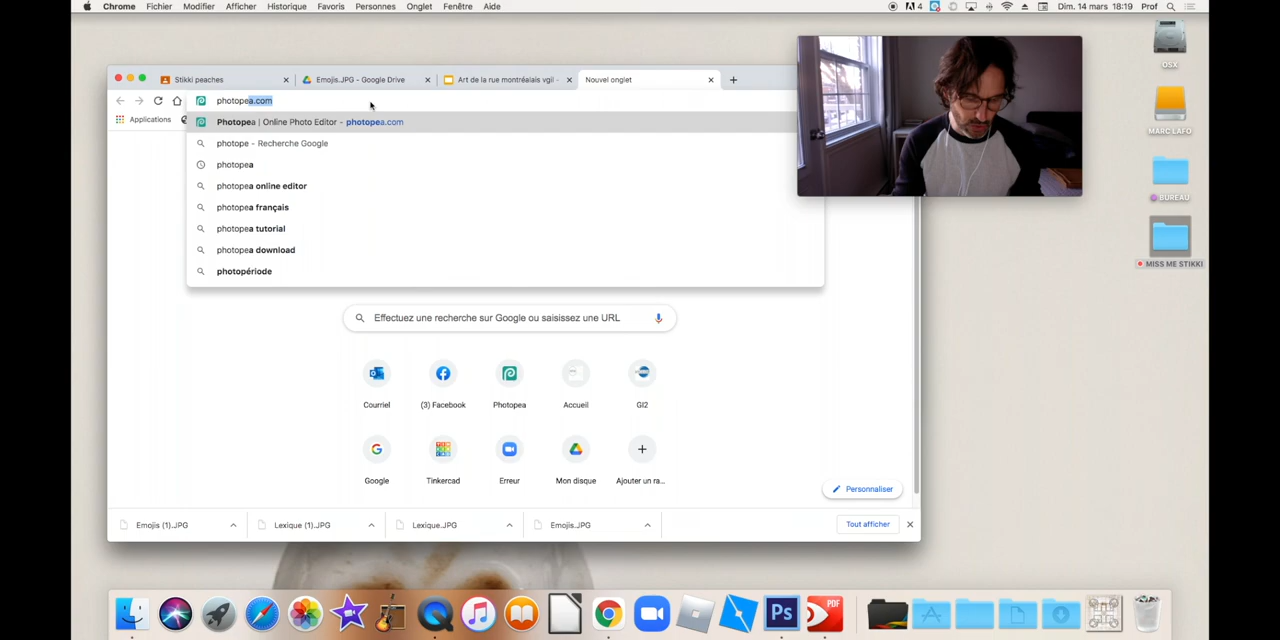 Chrome Fichier Modifier Afficher Historique Favoris Personnes Onglet Fenêtre Aide 4 Dim. 14 mars 18:19 Prof
Stikki peaches Emojis.JPG - Google Drive Art de la rue montréalais vgil - Nouvel onglet
photopea.com
Applications
Photopea | Online Photo Editor - photopea.com
photope - Recherche Google
photopea
photopea online editor
photopea français
photopea tutorial
photopea download
photopériode
Effectuez une recherche sur Google ou saisissez une URL
Courriel (3) Facebook Photopea Accueil GI2
Google Tinkercad Erreur Mon disque Ajouter un ra...
Personnaliser
Emojis (1).JPG Lexique (1).JPG Lexique.JPG Emojis.JPG Tout afficher
OSX
MARC LAFO
BUREAU
MISS ME STIKKI
Ps PDF